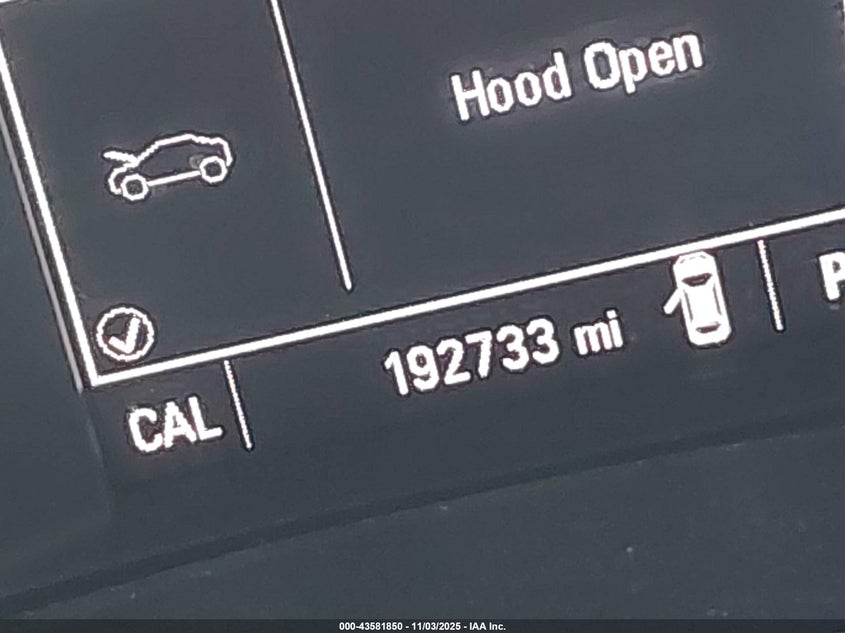 Hood Open
192733 mi
P
CAL
000-43581850 - 11/03/2025 - IAA Inc.